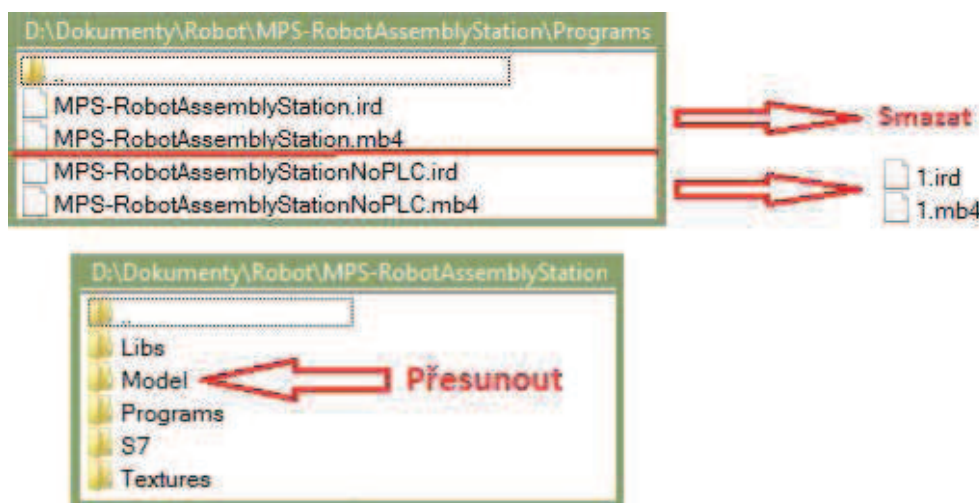 D:\Dokumenty\Robot\MPS-RobotAssemblyStation\Programs
..
MPS-RobotAssemblyStation.ird
MPS-RobotAssemblyStation.mb4
Smazat
MPS-RobotAssemblyStationNoPLC.ird
MPS-RobotAssemblyStationNoPLC.mb4
1.ird
1.mb4
D:\Dokumenty\Robot\MPS-RobotAssemblyStation
..
Libs
Model
Přesunout
Programs
S7
Textures